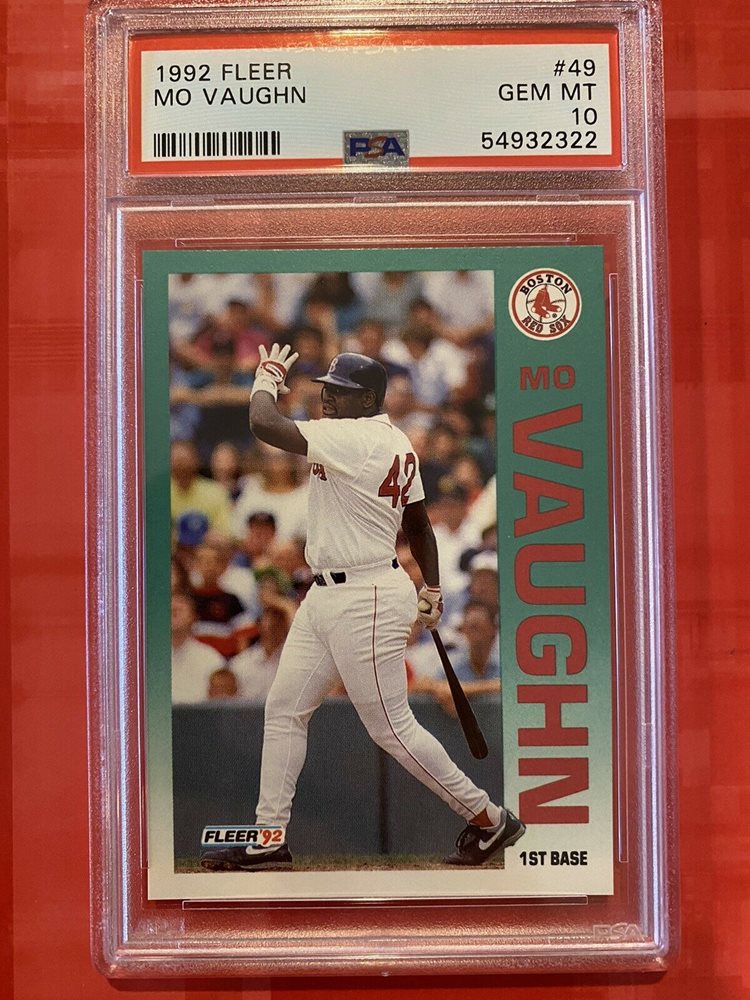 1992 FLEER
#49
MO VAUGHN
GEM MT
10
PSA
54932322
BOSTON
RED SOX
MO
VAUGHN
42
FLEER '92
1ST BASE
PSA